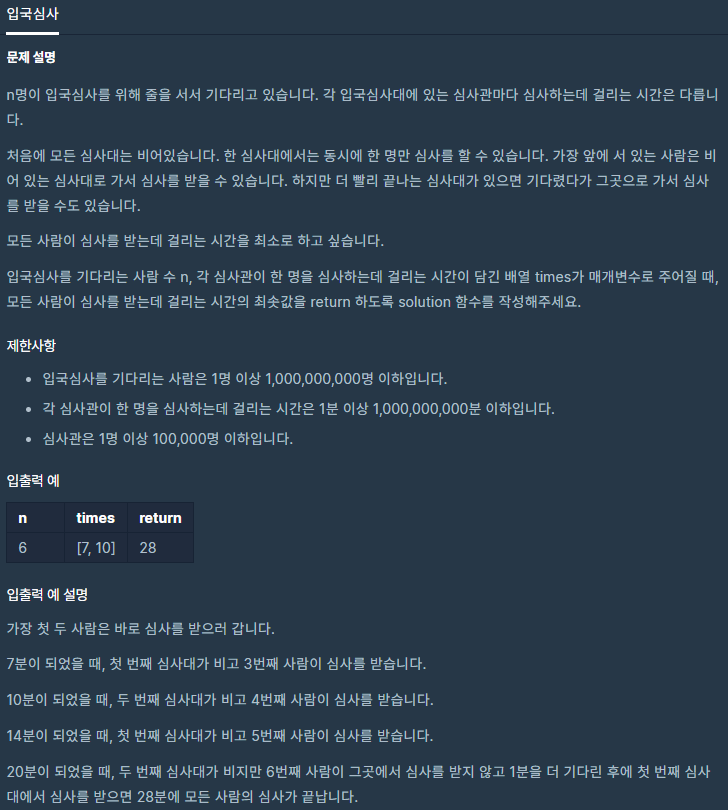 입국심사
문제 설명
n명이 입국심사를 위해 줄을 서서 기다리고 있습니다. 각 입국심사대에 있는 심사관마다 심사하는데 걸리는 시간은 다릅니
다.
처음에 모든 심사대는 비어있습니다. 한 심사대에서는 동시에 한 명만 심사를 할 수 있습니다. 가장 앞에 서 있는 사람은 비
어 있는 심사대로 가서 심사를 받을 수 있습니다. 하지만 더 빨리 끝나는 심사대가 있으면 기다렸다가 그곳으로 가서 심사
를 받을 수도 있습니다.
모든 사람이 심사를 받는데 걸리는 시간을 최소로 하고 싶습니다.
입국심사를 기다리는 사람 수 n, 각 심사관이 한 명을 심사하는데 걸리는 시간이 담긴 배열 times가 매개변수로 주어질 때,
모든 사람이 심사를 받는데 걸리는 시간의 최솟값을 return 하도록 solution 함수를 작성해주세요.
제한사항
• 입국심사를 기다리는 사람은 1명 이상 1,000,000,000명 이하입니다.
• 각 심사관이 한 명을 심사하는데 걸리는 시간은 1분 이상 1,000,000,000분 이하입니다.
• 심사관은 1명 이상 100,000명 이하입니다.
입출력 예
n times return
6 [7, 10] 28
입출력 예 설명
가장 첫 두 사람은 바로 심사를 받으러 갑니다.
7분이 되었을 때, 첫 번째 심사대가 비고 3번째 사람이 심사를 받습니다.
10분이 되었을 때, 두 번째 심사대가 비고 4번째 사람이 심사를 받습니다.
14분이 되었을 때, 첫 번째 심사대가 비고 5번째 사람이 심사를 받습니다.
20분이 되었을 때, 두 번째 심사대가 비지만 6번째 사람이 그곳에서 심사를 받지 않고 1분을 더 기다린 후에 첫 번째 심사
대에서 심사를 받으면 28분에 모든 사람의 심사가 끝납니다.